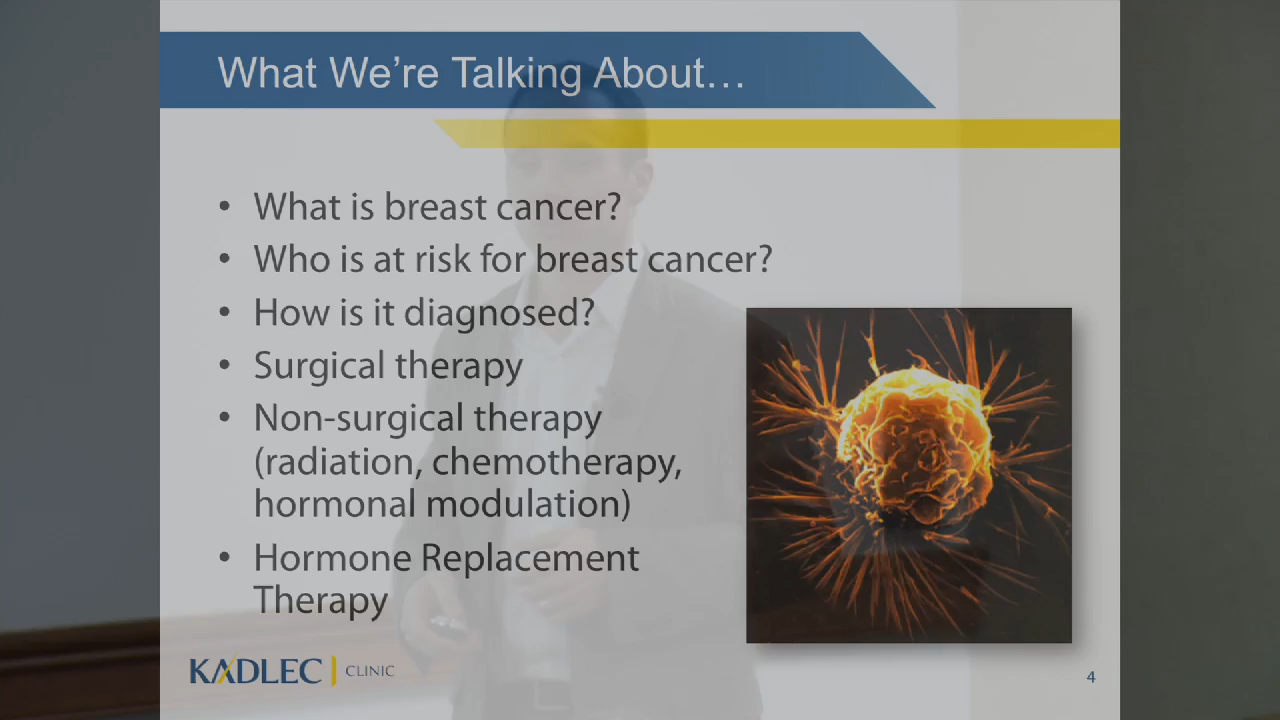 What We're Talking About…
• What is breast cancer?
• Who is at risk for breast cancer?
• How is it diagnosed?
• Surgical therapy
• Non-surgical therapy
(radiation, chemotherapy,
hormonal modulation)
• Hormone Replacement
Therapy
KADLEC CLINIC
4